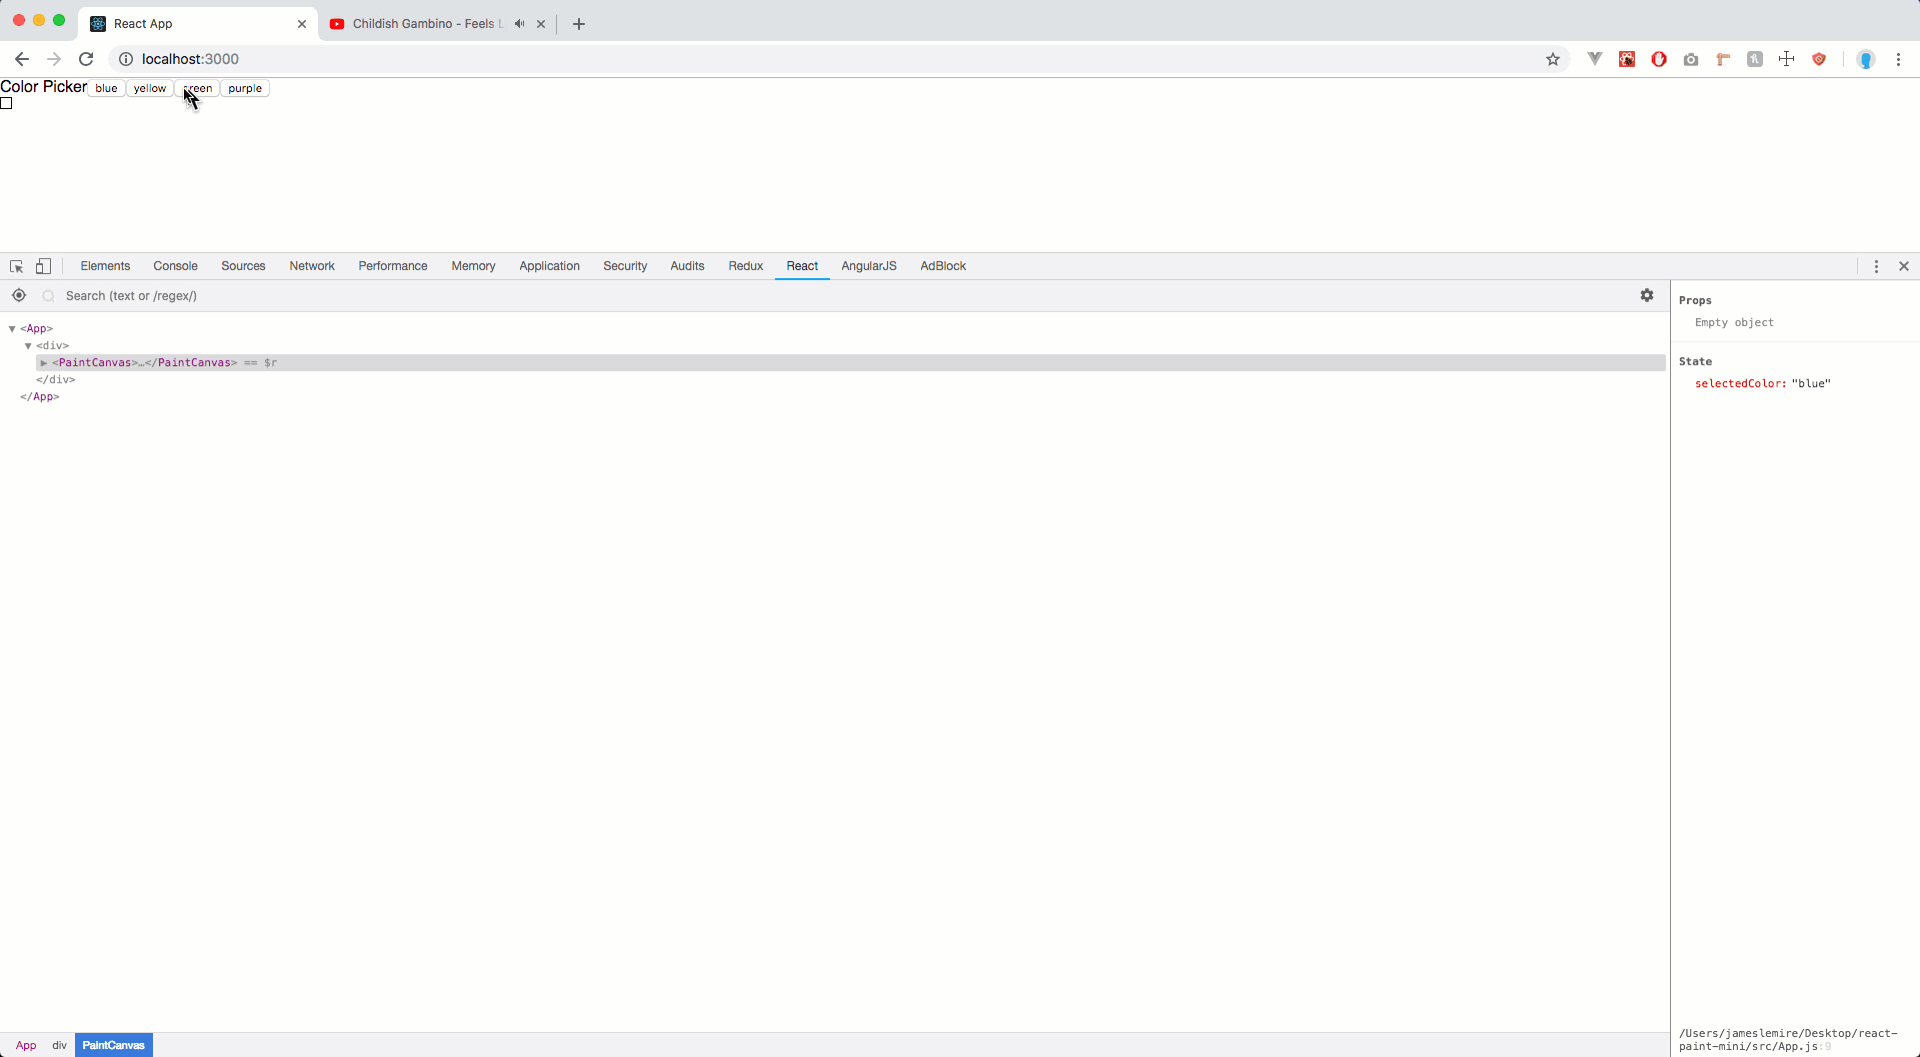 React App
Childish Gambino - Feels
localhost:3000
Color Picker blue yellow green purple
Elements Console Sources Network Performance Memory Application Security Audits Redux React AngularJS AdBlock
Search (text or /regex/)
▼ <App>
▼ <div>
▶ <PaintCanvas>…</PaintCanvas> == $r
</div>
</App>
Props
Empty object
State
selectedColor: "blue"
App div PaintCanvas
/Users/jameslemire/Desktop/react-
paint-mini/src/App.js:9